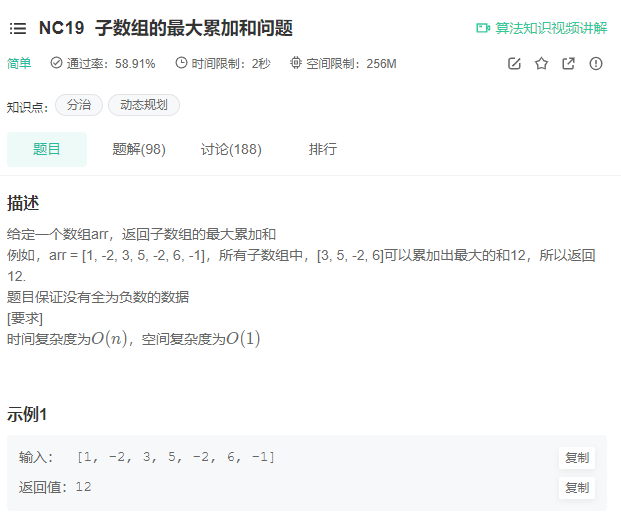 NC19 子数组的最大累加和问题
算法知识视频讲解
简单 通过率：58.91% 时间限制：2秒 空间限制：256M
知识点： 分治 动态规划
题目 题解(98) 讨论(188) 排行
描述
给定一个数组arr，返回子数组的最大累加和
例如，arr = [1, -2, 3, 5, -2, 6, -1]，所有子数组中，[3, 5, -2, 6]可以累加出最大的和12，所以返回
12.
题目保证没有全为负数的数据
[要求]
时间复杂度为O(n)，空间复杂度为O(1)
示例1
输入： [1, -2, 3, 5, -2, 6, -1] 复制
返回值：12 复制